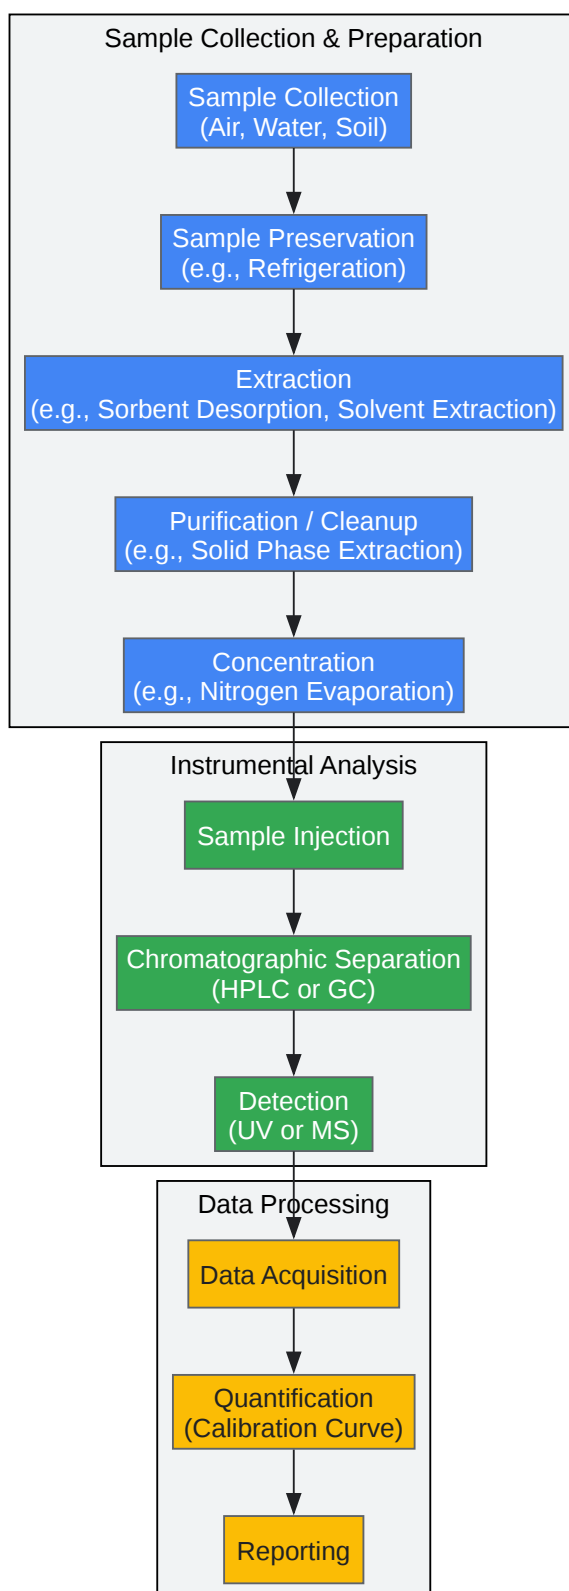 Sample Collection & Preparation
Sample Collection
(Air, Water, Soil)
Sample Preservation
(e.g., Refrigeration)
Extraction
(e.g., Sorbent Desorption, Solvent Extraction)
Purification / Cleanup
(e.g., Solid Phase Extraction)
Concentration
(e.g., Nitrogen Evaporation)
Instrumental Analysis
Sample Injection
Chromatographic Separation
(HPLC or GC)
Detection
(UV or MS)
Data Processing
Data Acquisition
Quantification
(Calibration Curve)
Reporting